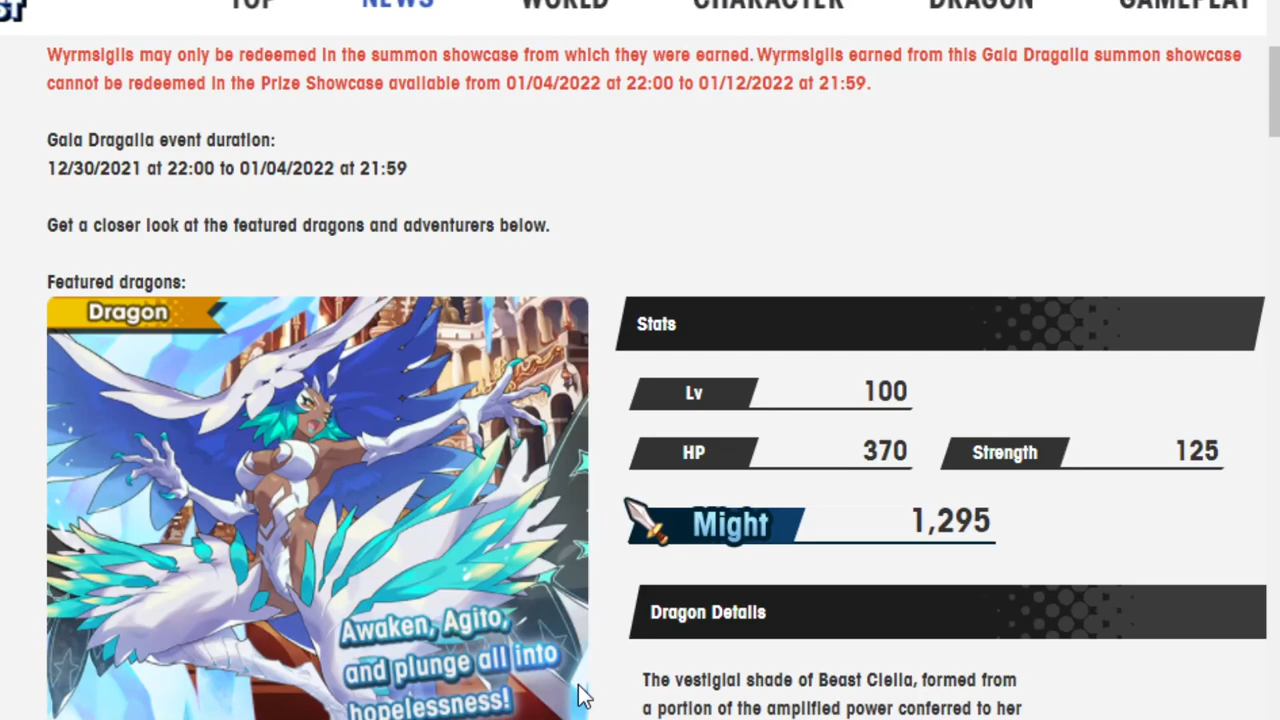 ST
TOP NEWS WORLD CHARACTER DRAGON GAMEPLAY
Wyrmsigils may only be redeemed in the summon showcase from which they were earned. Wyrmsigils earned from this Gala Dragalia summon showcase
cannot be redeemed in the Prize Showcase available from 01/04/2022 at 22:00 to 01/12/2022 at 21:59.
Gala Dragalia event duration:
12/30/2021 at 22:00 to 01/04/2022 at 21:59
Get a closer look at the featured dragons and adventurers below.
Featured dragons:
Dragon
Awaken, Agito,
and plunge all into
hopelessness!
Stats
Lv 100
HP 370 Strength 125
Might 1,295
Dragon Details
The vestigial shade of Beast Ciella, formed from
a portion of the amplified power conferred to her